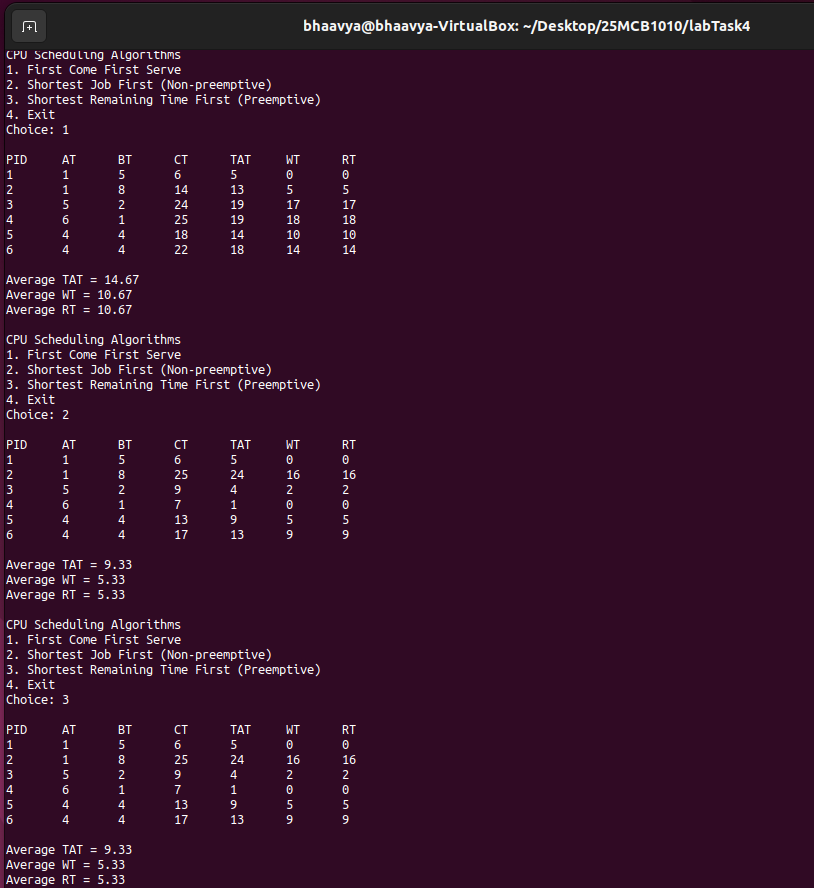 bhaavya@bhaavya-VirtualBox: ~/Desktop/25MCB1010/labTask4
CPU Scheduling Algorithms
1. First Come First Serve
2. Shortest Job First (Non-preemptive)
3. Shortest Remaining Time First (Preemptive)
4. Exit
Choice: 1

PID AT BT CT TAT WT RT
1 1 5 6 5 0 0
2 1 8 14 13 5 5
3 5 2 24 19 17 17
4 6 1 25 19 18 18
5 4 4 18 14 10 10
6 4 4 22 18 14 14

Average TAT = 14.67
Average WT = 10.67
Average RT = 10.67

CPU Scheduling Algorithms
1. First Come First Serve
2. Shortest Job First (Non-preemptive)
3. Shortest Remaining Time First (Preemptive)
4. Exit
Choice: 2

PID AT BT CT TAT WT RT
1 1 5 6 5 0 0
2 1 8 25 24 16 16
3 5 2 9 4 2 2
4 6 1 7 1 0 0
5 4 4 13 9 5 5
6 4 4 17 13 9 9

Average TAT = 9.33
Average WT = 5.33
Average RT = 5.33

CPU Scheduling Algorithms
1. First Come First Serve
2. Shortest Job First (Non-preemptive)
3. Shortest Remaining Time First (Preemptive)
4. Exit
Choice: 3

PID AT BT CT TAT WT RT
1 1 5 6 5 0 0
2 1 8 25 24 16 16
3 5 2 9 4 2 2
4 6 1 7 1 0 0
5 4 4 13 9 5 5
6 4 4 17 13 9 9

Average TAT = 9.33
Average WT = 5.33
Average RT = 5.33